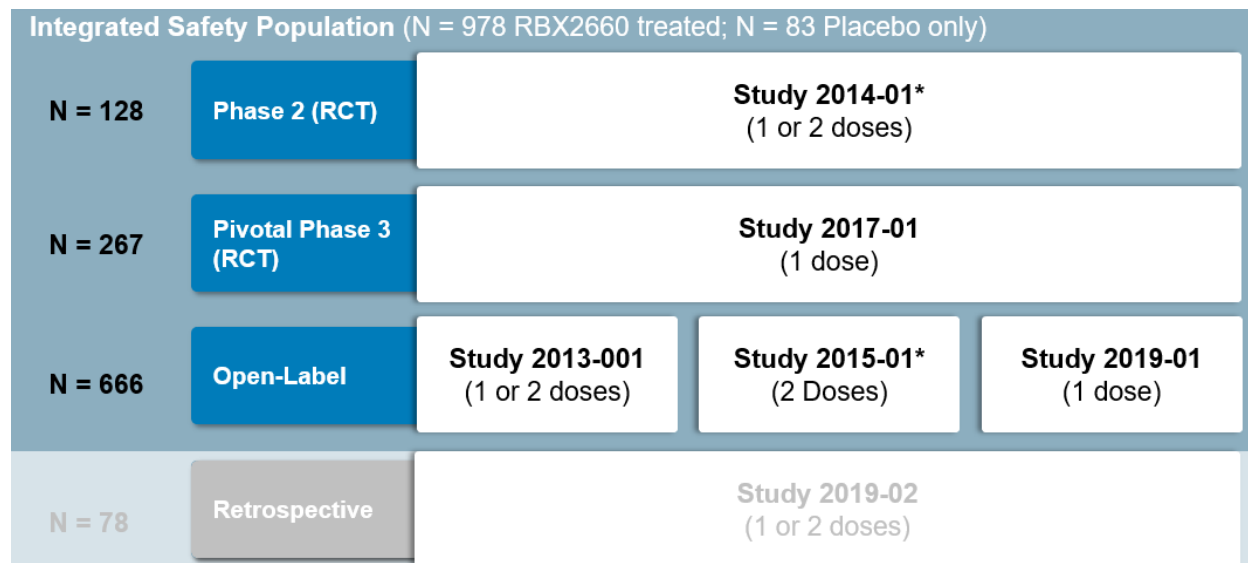 Integrated Safety Population (N = 978 RBX2660 treated; N = 83 Placebo only)
N = 128
Phase 2 (RCT)
Study 2014-01*
(1 or 2 doses)
N = 267
Pivotal Phase 3
(RCT)
Study 2017-01
(1 dose)
N = 666
Open-Label
Study 2013-001
(1 or 2 doses)
Study 2015-01*
(2 Doses)
Study 2019-01
(1 dose)
N = 78
Retrospective
Study 2019-02
(1 or 2 doses)